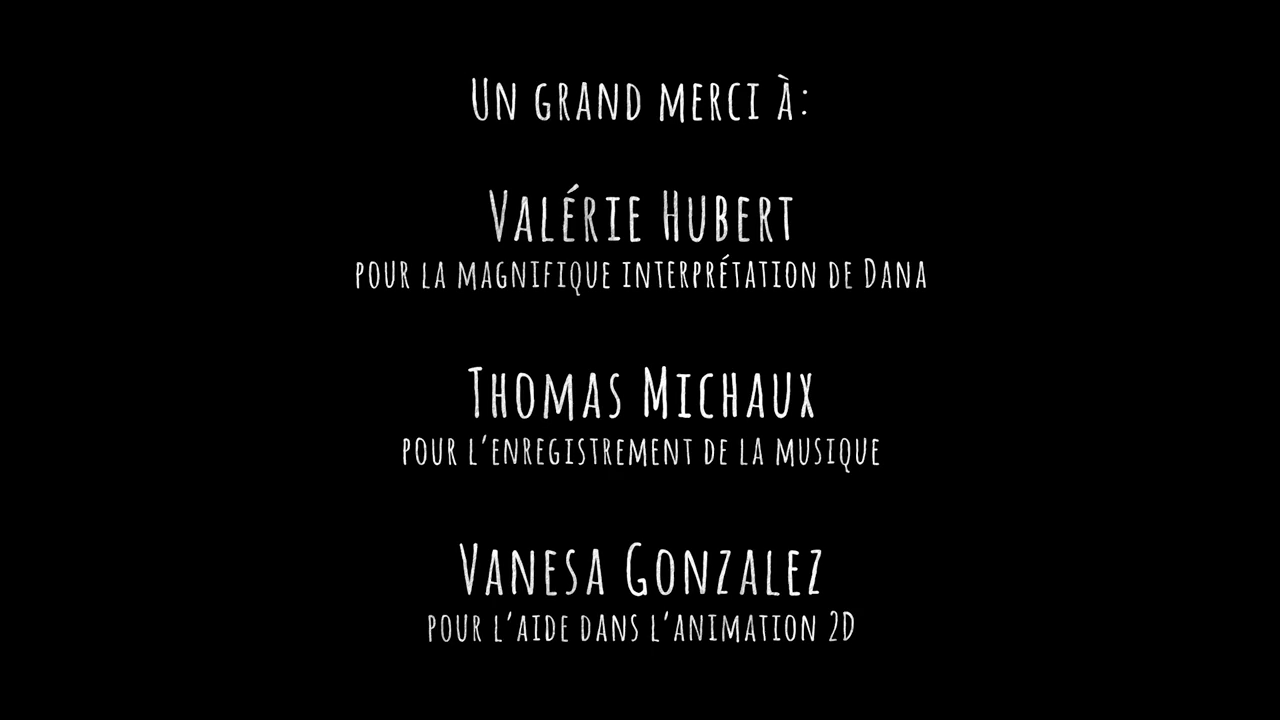 Un grand merci à:
Valérie Hubert
pour la magnifique interprétation de Dana
Thomas Michaux
pour l’enregistrement de la musique
Vanesa Gonzalez
pour l’aide dans l’animation 2D